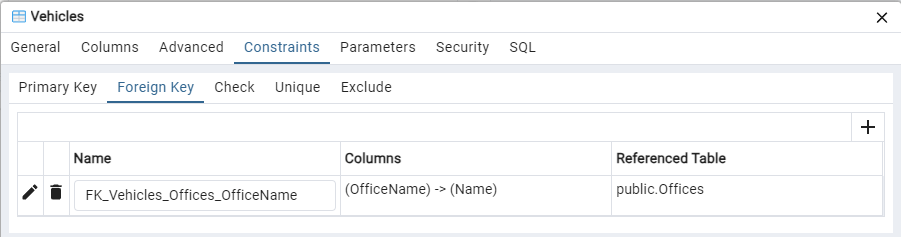 Vehicles
General Columns Advanced Constraints Parameters Security SQL
Primary Key Foreign Key Check Unique Exclude
Name Columns Referenced Table
FK_Vehicles_Offices_OfficeName (OfficeName) -> (Name) public.Offices